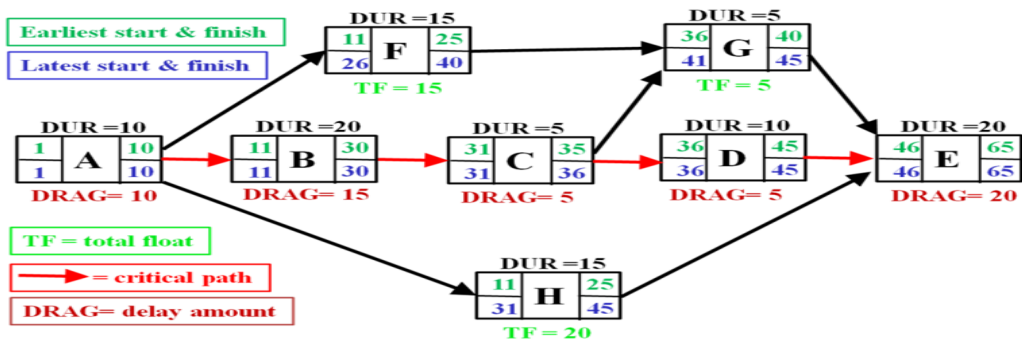 Earliest start & finish
Latest start & finish
DUR =15
11 F 25
26 40
TF = 15
DUR =5
36 G 40
41 45
TF = 5
DUR =10
1 A 10
1 10
DRAG= 10
DUR =20
11 B 30
11 30
DRAG= 15
DUR =5
31 C 35
31 36
DRAG= 5
DUR =10
36 D 45
36 45
DRAG= 5
DUR =20
46 E 65
46 65
DRAG= 20
TF = total float
= critical path
DRAG= delay amount
DUR =15
11 H 25
31 45
TF = 20